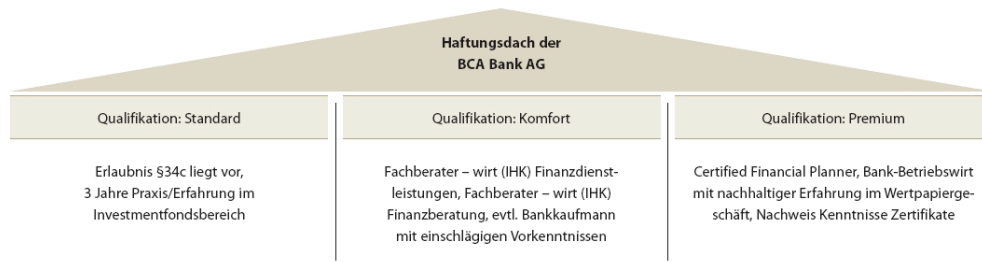 Haftungsdach der
BCA Bank AG
Qualifikation: Standard
Erlaubnis §34c liegt vor,
3 Jahre Praxis/Erfahrung im
Investmentfondsbereich
Qualifikation: Komfort
Fachberater – wirt (IHK) Finanzdienst-
leistungen, Fachberater – wirt (IHK)
Finanzberatung, evtl. Bankkaufmann
mit einschlägigen Vorkenntnissen
Qualifikation: Premium
Certified Financial Planner, Bank-Betriebswirt
mit nachhaltiger Erfahrung im Wertpapierge-
schäft, Nachweis Kenntnisse Zertifikate